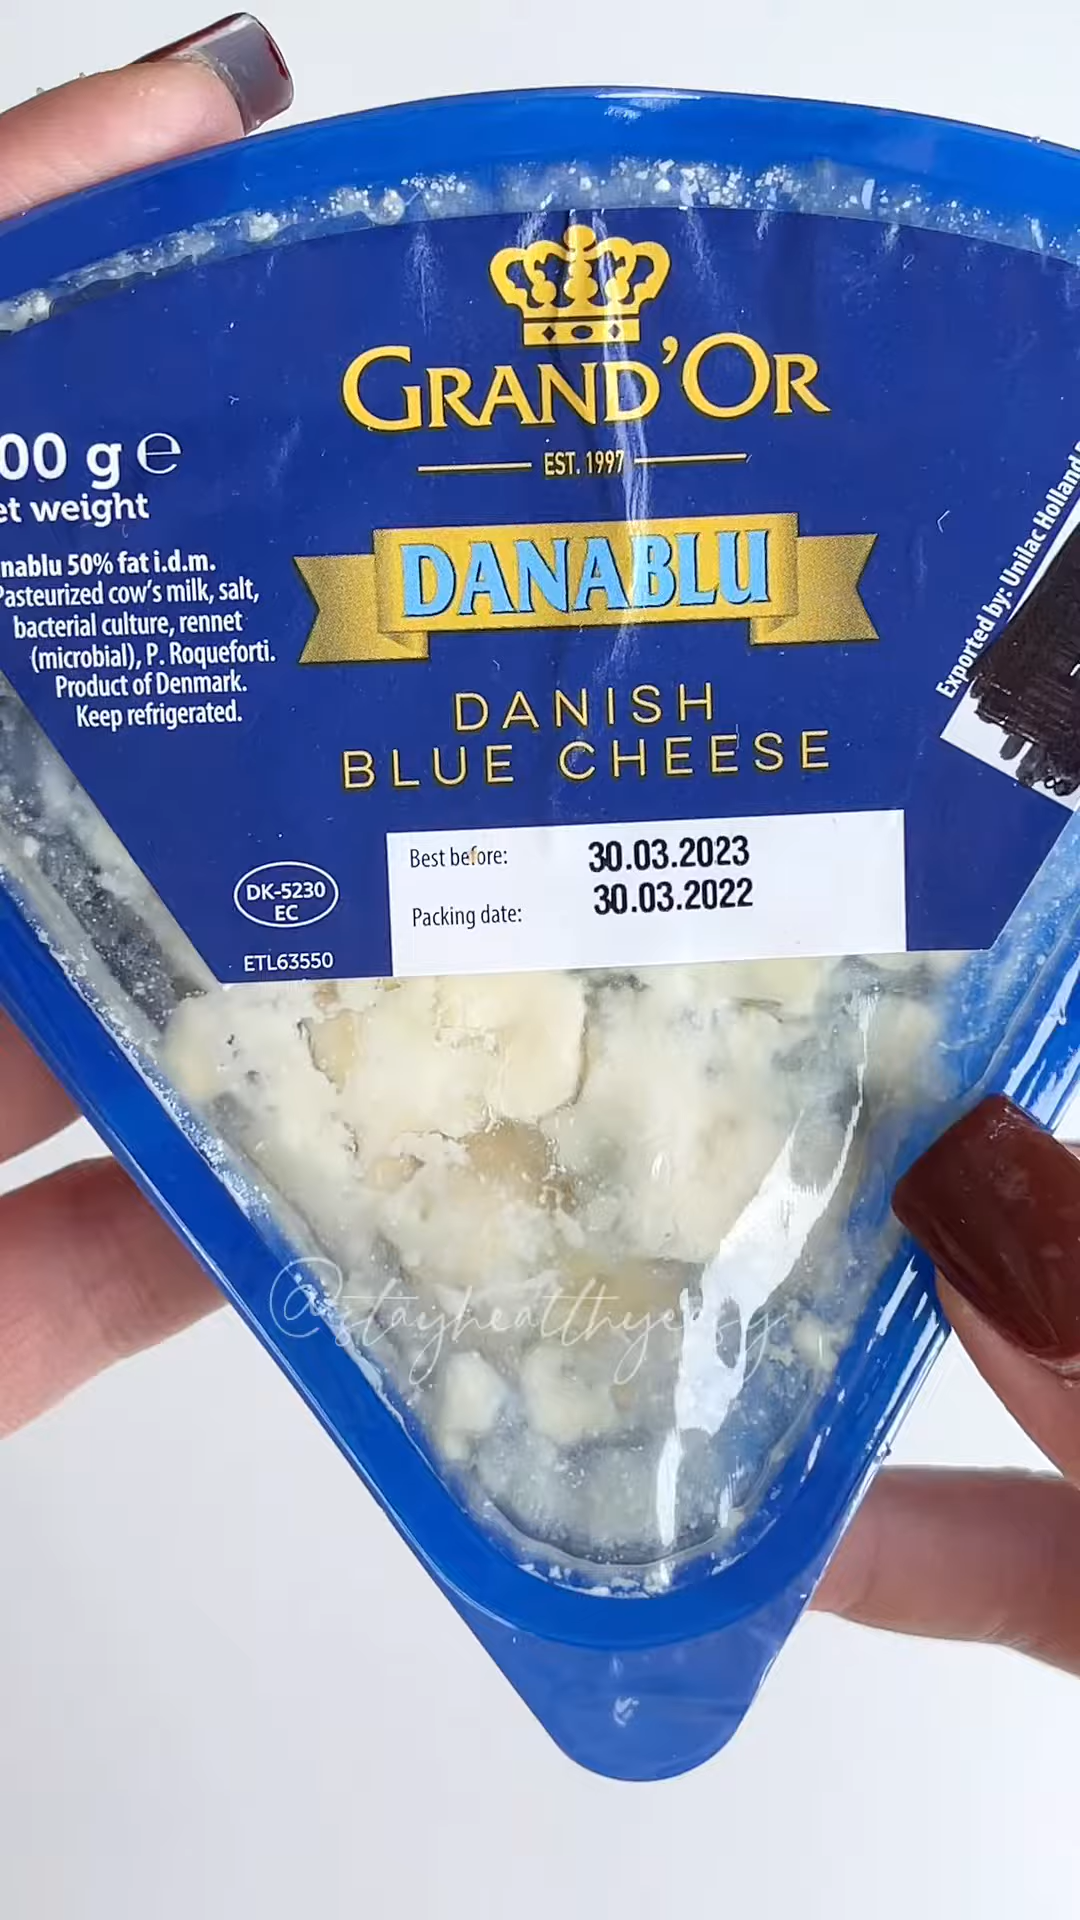 GRAND'OR
EST. 1997
00 g e
et weight
nablu 50% fat i.d.m.
Pasteurized cow's milk, salt,
bacterial culture, rennet
(microbial), P. Roqueforti.
Product of Denmark.
Keep refrigerated.
DANABLU
DANISH
BLUE CHEESE
Exported by: Unilac Holland
Best before: 30.03.2023
Packing date: 30.03.2022
DK-5230
EC
ETL63550
@stayhealthyeasy